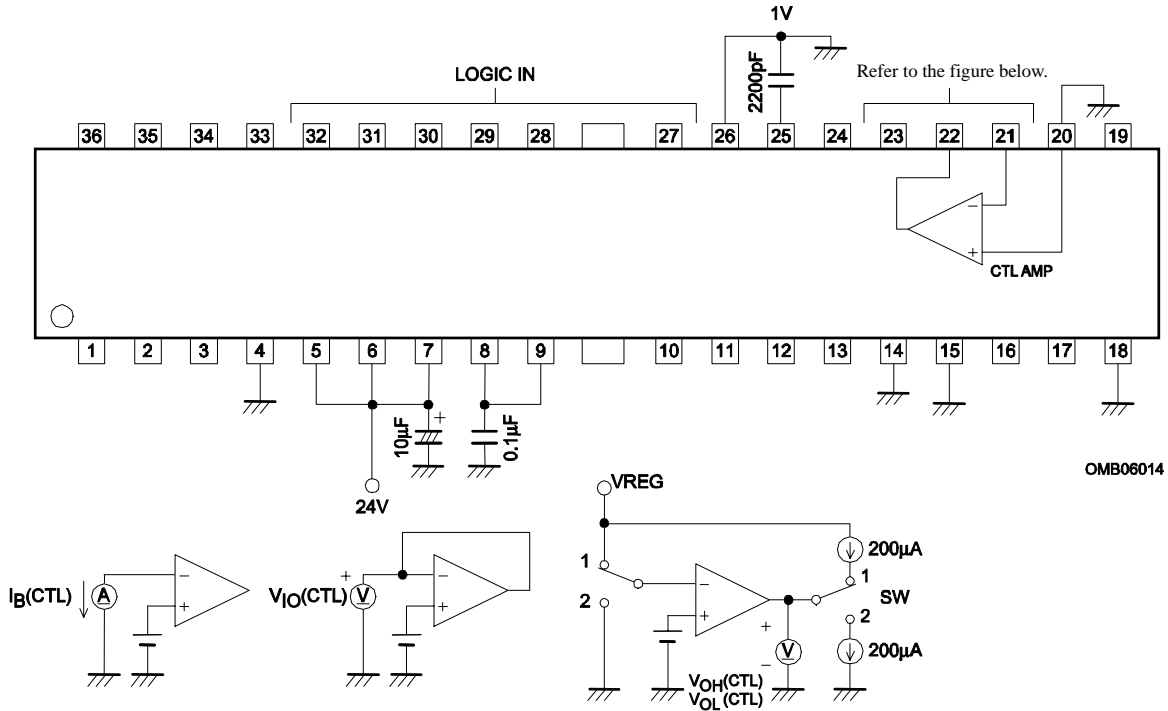 1V
LOGIC IN
2200pF
Refer to the figure below.
36 35 34 33 32 31 30 29 28 27 26 25 24 23 22 21 20 19
−
+
CTL AMP
1 2 3 4 5 6 7 8 9 10 11 12 13 14 15 16 17 18
+
10µF
0.1µF
24V
OMB06014
IB(CTL)
A
−
+
+
VIO(CTL)
V
−
+
VREG
1
2
−
+
200µA
1
SW
2
200µA
+
V
−
VOH(CTL)
VOL(CTL)